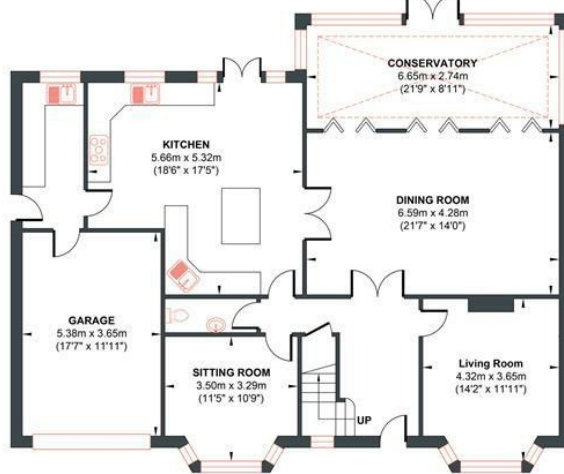 CONSERVATORY
6.65m x 2.74m
(21'9" x 8'11")
KITCHEN
5.66m x 5.32m
(18'6" x 17'5")
DINING ROOM
6.59m x 4.28m
(21'7" x 14'0")
GARAGE
5.38m x 3.65m
(17'7" x 11'11")
SITTING ROOM
3.50m x 3.29m
(11'5" x 10'9")
Living Room
4.32m x 3.65m
(14'2" x 11'11")
UP